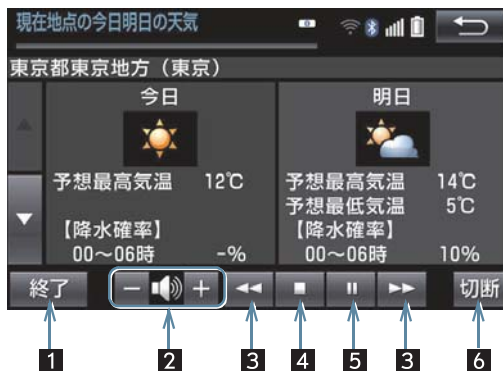 現在地点の今日明日の天気
東京都東京地方（東京）
今日
明日
予想最高気温 12℃
【降水確率】
00～06時 -%
予想最高気温 14℃
予想最低気温 5℃
【降水確率】
00～06時 10%
終了 － ＋ 切断
1 2 3 4 5 3 6